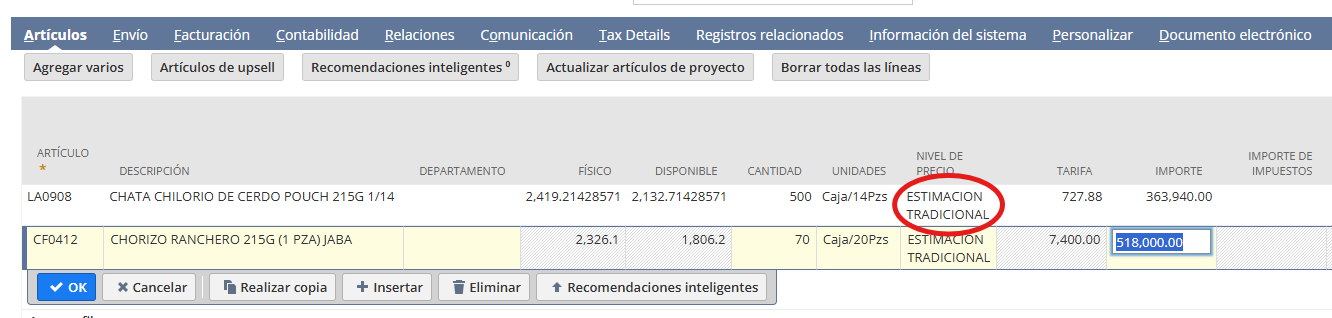 Artículos Envío Facturación Contabilidad Relaciones Comunicación Tax Details Registros relacionados Información del sistema Personalizar Documento electrónico
Agregar varios Artículos de upsell Recomendaciones inteligentes 0 Actualizar artículos de proyecto Borrar todas las líneas
ARTÍCULO * DESCRIPCIÓN DEPARTAMENTO FÍSICO DISPONIBLE CANTIDAD UNIDADES NIVEL DE PRECIO TARIFA IMPORTE IMPORTE DE IMPUESTOS
LA0908 CHATA CHILORIO DE CERDO POUCH 215G 1/14 2,419.21428571 2,132.71428571 500 Caja/14Pzs ESTIMACION TRADICIONAL 727.88 363,940.00
CF0412 CHORIZO RANCHERO 215G (1 PZA) JABA 2,326.1 1,806.2 70 Caja/20Pzs ESTIMACION TRADICIONAL 7,400.00 518,000.00
OK Cancelar Realizar copia Insertar Eliminar Recomendaciones inteligentes